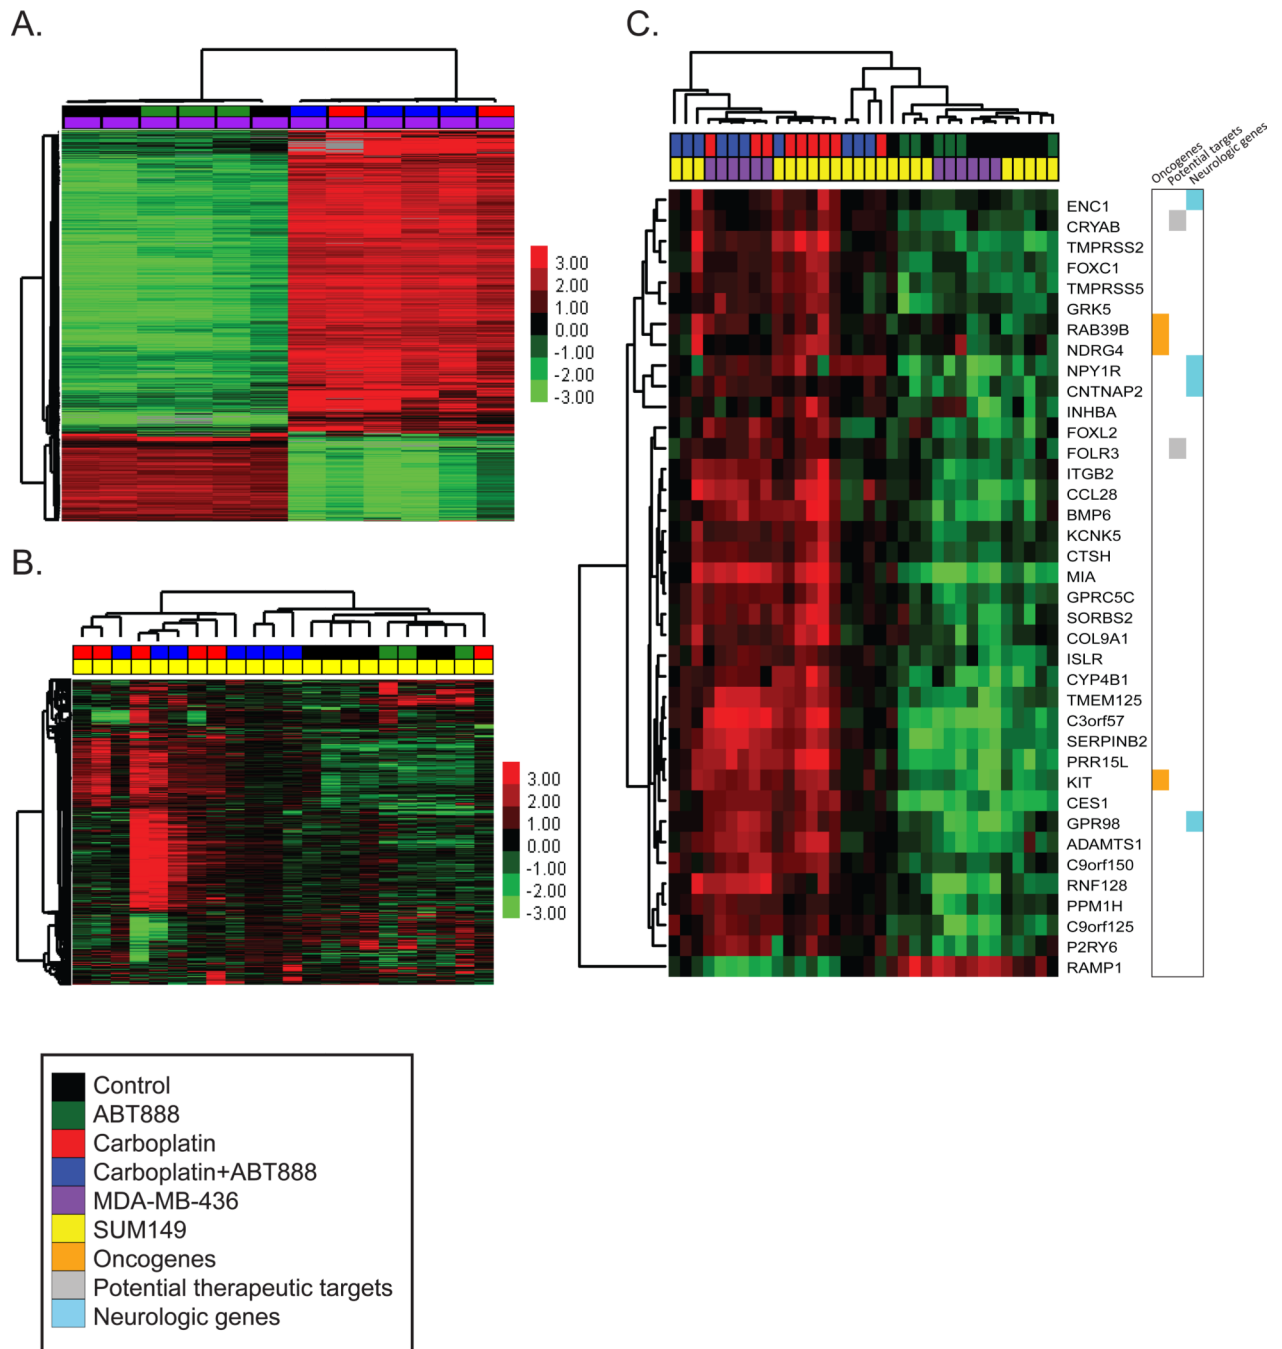 A.
3.00
1.00
0.00
-1.00
-2.00
-3.00
B.
3.00
2.00
1.00
0.00
-1.00
-2.00
-3.00
C.
Oncogenes
Potential targets
Neurologic genes
ENC1
CRYAB
TMPRSS2
FOXC1
TMPRSS5
GRK5
RAB39B
NDRG4
NPY1R
CNTNAP2
INHBA
FOXL2
FOLR3
ITGB2
CCL28
BMP6
KCNK5
CTSH
MIA
GPRC5C
SORBS2
COL9A1
ISLR
CYP4B1
TMEM125
C3orf57
SERPINB2
PRR15L
KIT
CES1
GPR98
ADAMTS1
C9orf150
RNF128
PPM1H
C9orf125
P2RY6
RAMP1
Control
ABT888
Carboplatin
Carboplatin+ABT888
MDA-MB-436
SUM149
Oncogenes
Potential therapeutic targets
Neurologic genes